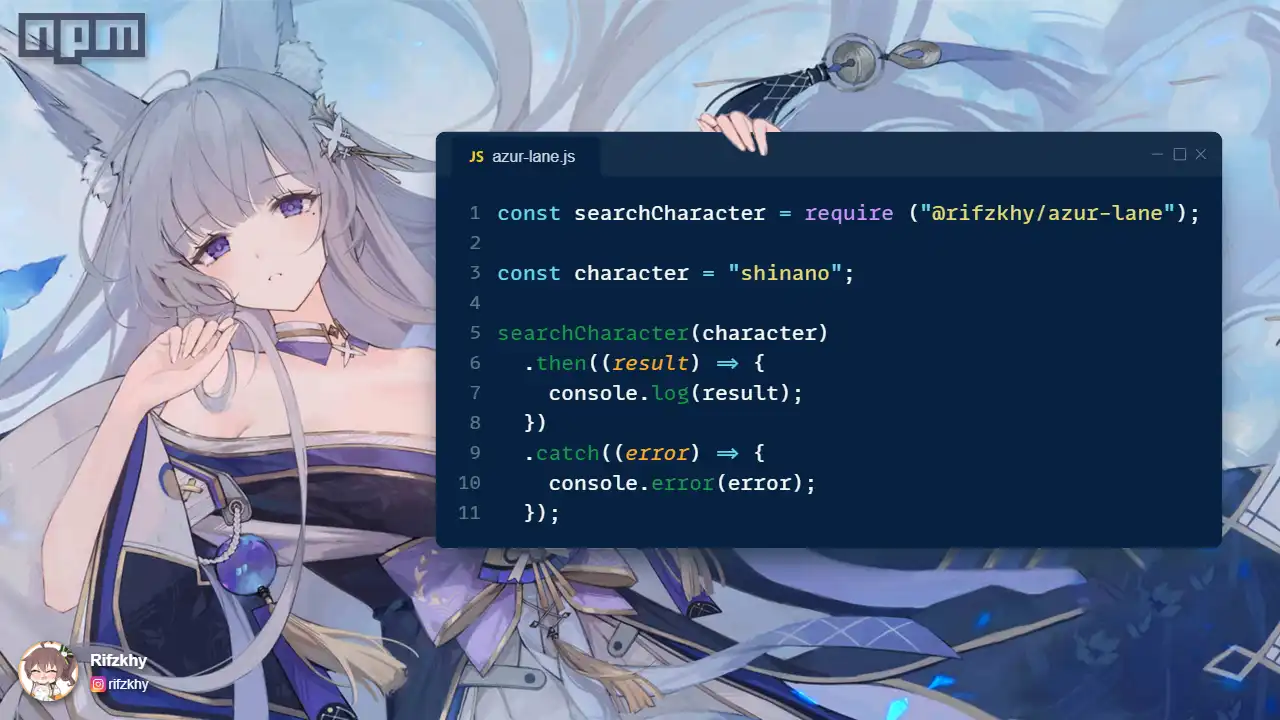 npm
JS azur-lane.js
1 const searchCharacter = require ("@rifzkhy/azur-lane");
2
3 const character = "shinano";
4
5 searchCharacter(character)
6 .then((result) => {
7 console.log(result);
8 })
9 .catch((error) => {
10 console.error(error);
11 });
Rifzkhy
rifzkhy